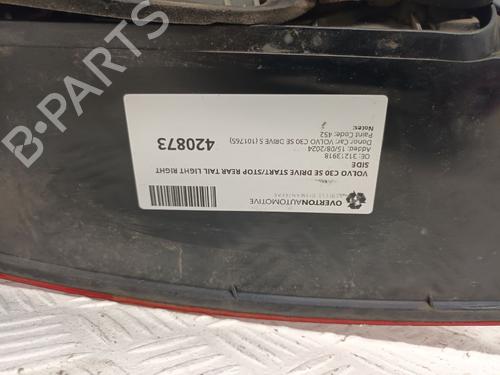 OVERTONAUTOMOTIVE
VOLVO C30 SE DRIVE START/STOP REAR TAIL LIGHT RIGHT
SIDE
OE: 31213918
Added: 15/08/2024
Donor Car: VOLVO C30 SE DRIVE S (101765)
Paint Code: 452
Notes:
420873
B-PARTS